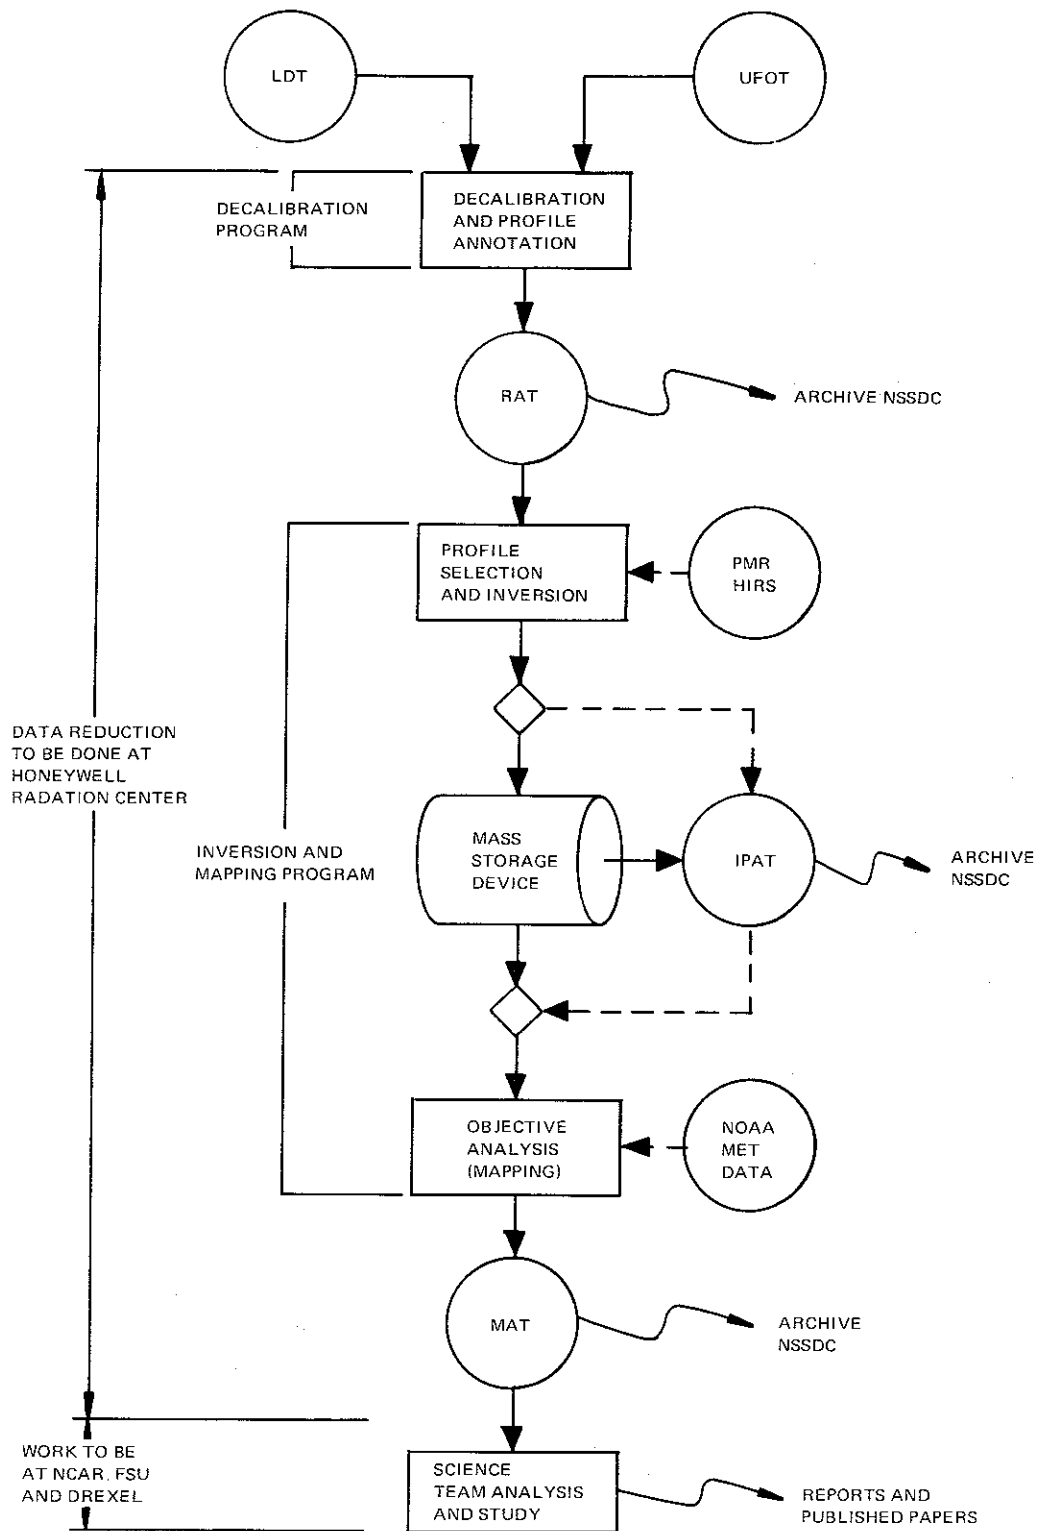 LDT
UFOT
DECALIBRATION
PROGRAM
DECALIBRATION
AND PROFILE
ANNOTATION
RAT
ARCHIVE NSSDC
PROFILE
SELECTION
AND INVERSION
PMR
HIRS
DATA REDUCTION
TO BE DONE AT
HONEYWELL
RADATION CENTER
INVERSION AND
MAPPING PROGRAM
MASS
STORAGE
DEVICE
IPAT
ARCHIVE
NSSDC
OBJECTIVE
ANALYSIS
(MAPPING)
NOAA
MET
DATA
MAT
ARCHIVE
NSSDC
WORK TO BE
AT NCAR, FSU
AND DREXEL
SCIENCE
TEAM ANALYSIS
AND STUDY
REPORTS AND
PUBLISHED PAPERS